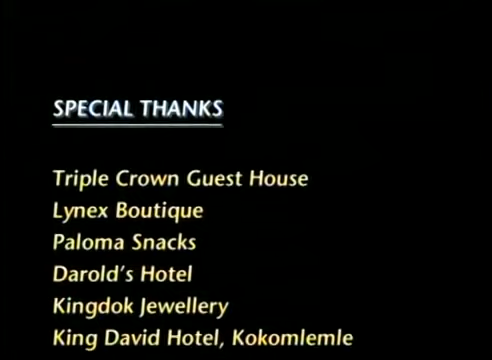 SPECIAL THANKS
Triple Crown Guest House
Lynex Boutique
Paloma Snacks
Darold's Hotel
Kingdok Jewellery
King David Hotel, Kokomlemle